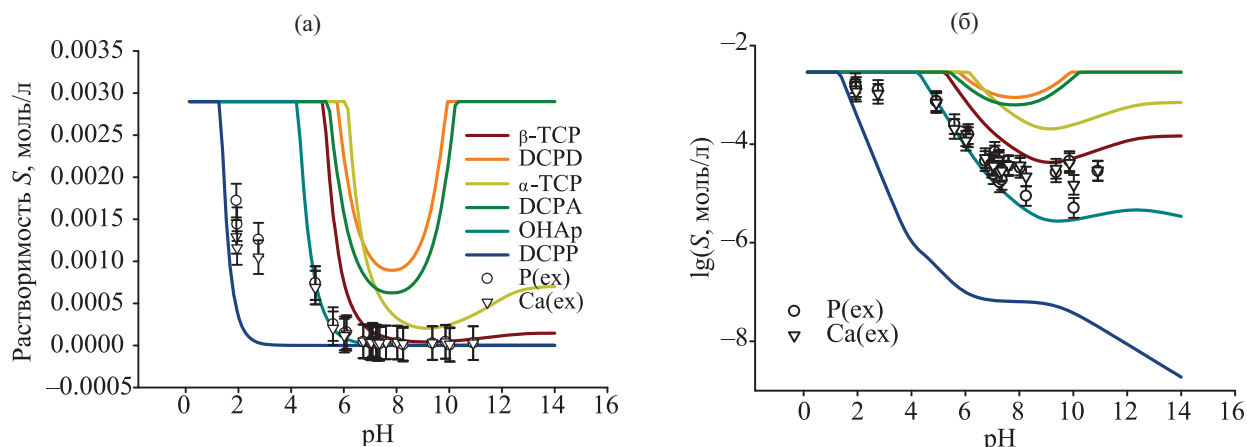 (а)
Растворимость S, моль/л
0.0035
0.0030
0.0025
0.0020
0.0015
0.0010
0.0005
0.0000
–0.0005
β-TCP
DCPD
α-TCP
DCPA
OHAp
DCPP
P(ex)
Ca(ex)
0 2 4 6 8 10 12 14 16
pH
(б)
lg(S, моль/л)
–2
–4
–6
–8
P(ex)
Ca(ex)
0 2 4 6 8 10 12 14 16
pH